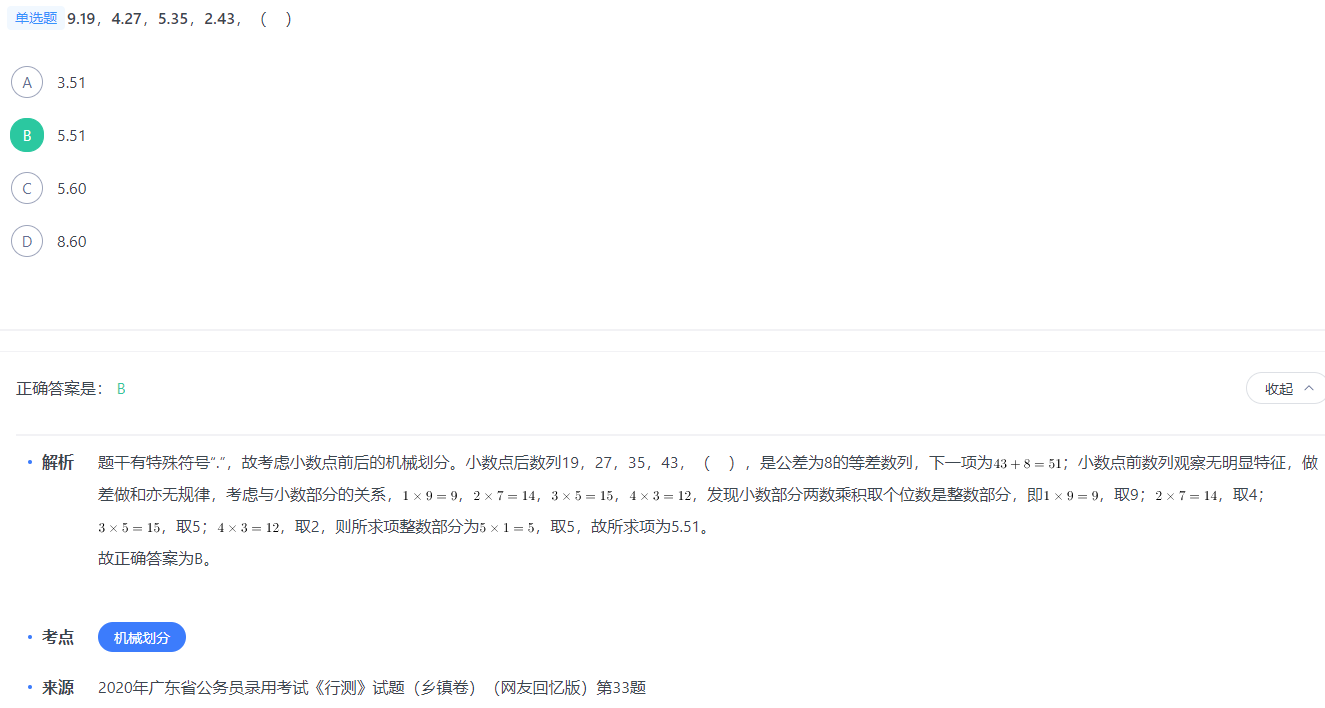 单选题 9.19，4.27，5.35，2.43，（ ）
A 3.51
B 5.51
C 5.60
D 8.60
正确答案是： B
收起
解析 题干有特殊符号“.”，故考虑小数点前后的机械划分。小数点后数列19，27，35，43，（ ），是公差为8的等差数列，下一项为43 + 8 = 51；小数点前数列观察无明显特征，做
差做和亦无规律，考虑与小数部分的关系，1 × 9 = 9，2 × 7 = 14，3 × 5 = 15，4 × 3 = 12，发现小数部分两数乘积取个位数是整数部分，即1 × 9 = 9，取9；2 × 7 = 14，取4；
3 × 5 = 15，取5；4 × 3 = 12，取2，则所求项整数部分为5 × 1 = 5，取5，故所求项为5.51。
故正确答案为B。
考点 机械划分
来源 2020年广东省公务员录用考试《行测》试题（乡镇卷）（网友回忆版）第33题